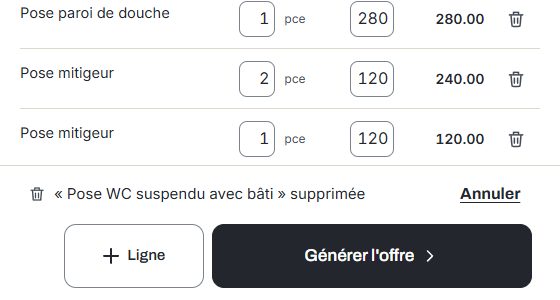 Pose paroi de douche 1 pce 280 280.00
Pose mitigeur 2 pce 120 240.00
Pose mitigeur 1 pce 120 120.00
« Pose WC suspendu avec bâti » supprimée Annuler
Ligne Générer l'offre